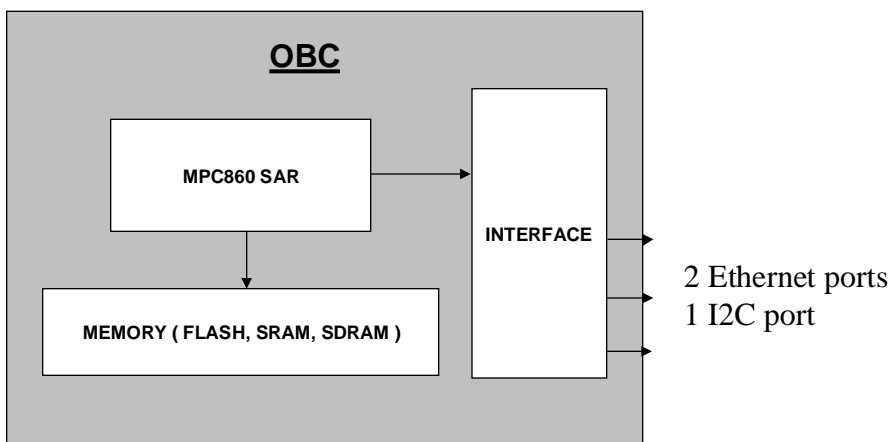 OBC
MPC860 SAR
INTERFACE
MEMORY ( FLASH, SRAM, SDRAM )
2 Ethernet ports
1 I2C port